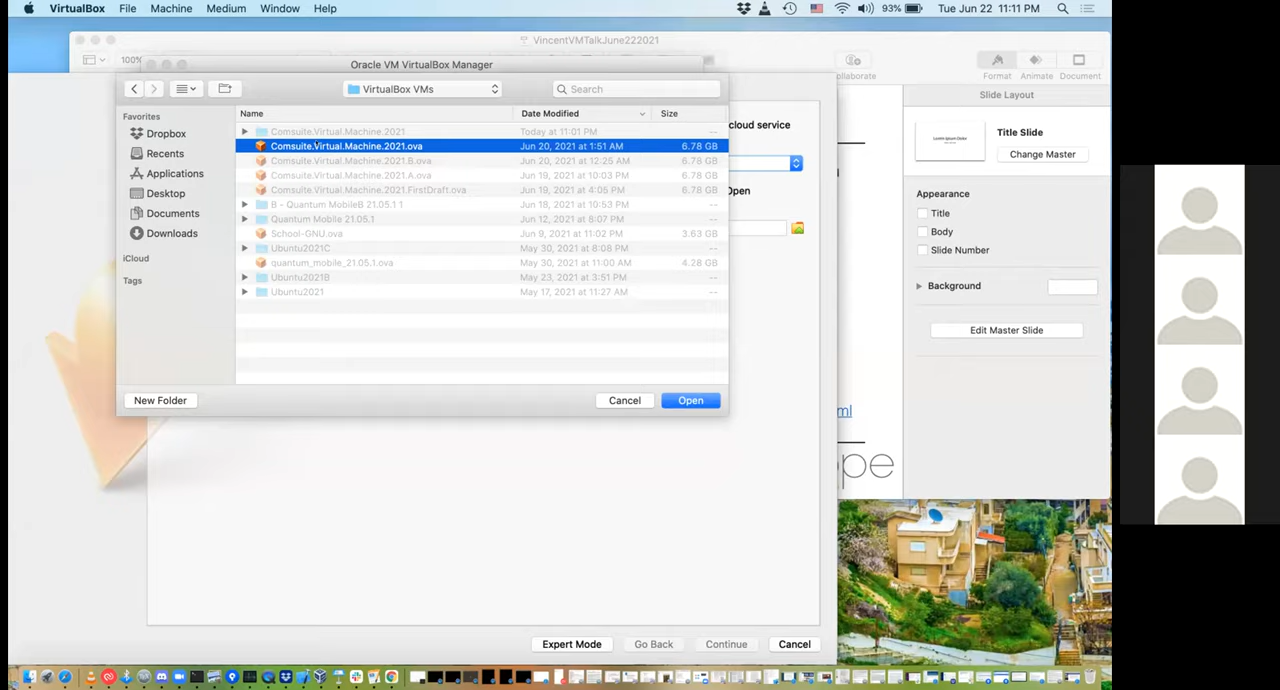 VirtualBox File Machine Medium Window Help 93% Tue Jun 22 11:11 PM
VincentVMTalkJune222021
100%
Oracle VM VirtualBox Manager
ollaborate Format Animate Document
VirtualBox VMs Search
Slide Layout
Favorites
Dropbox
Recents
Applications
Desktop
Documents
Downloads
iCloud
Tags
Name Date Modified Size
Comsuite.Virtual.Machine.2021 Today at 11:01 PM --
Comsuite.Virtual.Machine.2021.ova Jun 20, 2021 at 1:51 AM 6.78 GB
Comsuite.Virtual.Machine.2021.B.ova Jun 20, 2021 at 12:25 AM 6.78 GB
Comsuite.Virtual.Machine.2021.A.ova Jun 19, 2021 at 10:03 PM 6.78 GB
Comsuite.Virtual.Machine.2021.FirstDraft.ova Jun 19, 2021 at 4:05 PM 6.78 GB
B - Quantum MobileB 21.05.1 1 Jun 18, 2021 at 10:53 PM --
Quantum Mobile 21.05.1 Jun 12, 2021 at 8:07 PM --
School-GNU.ova Jun 9, 2021 at 11:02 PM 3.63 GB
Ubuntu2021C May 30, 2021 at 8:08 PM --
quantum_mobile_21.05.1.ova May 30, 2021 at 11:00 AM 4.28 GB
Ubuntu2021B May 23, 2021 at 3:51 PM --
Ubuntu2021 May 17, 2021 at 11:27 AM --
New Folder Cancel Open
cloud service
Open
ml
ope
Title Slide
Change Master
Appearance
Title
Body
Slide Number
Background
Edit Master Slide
Expert Mode Go Back Continue Cancel